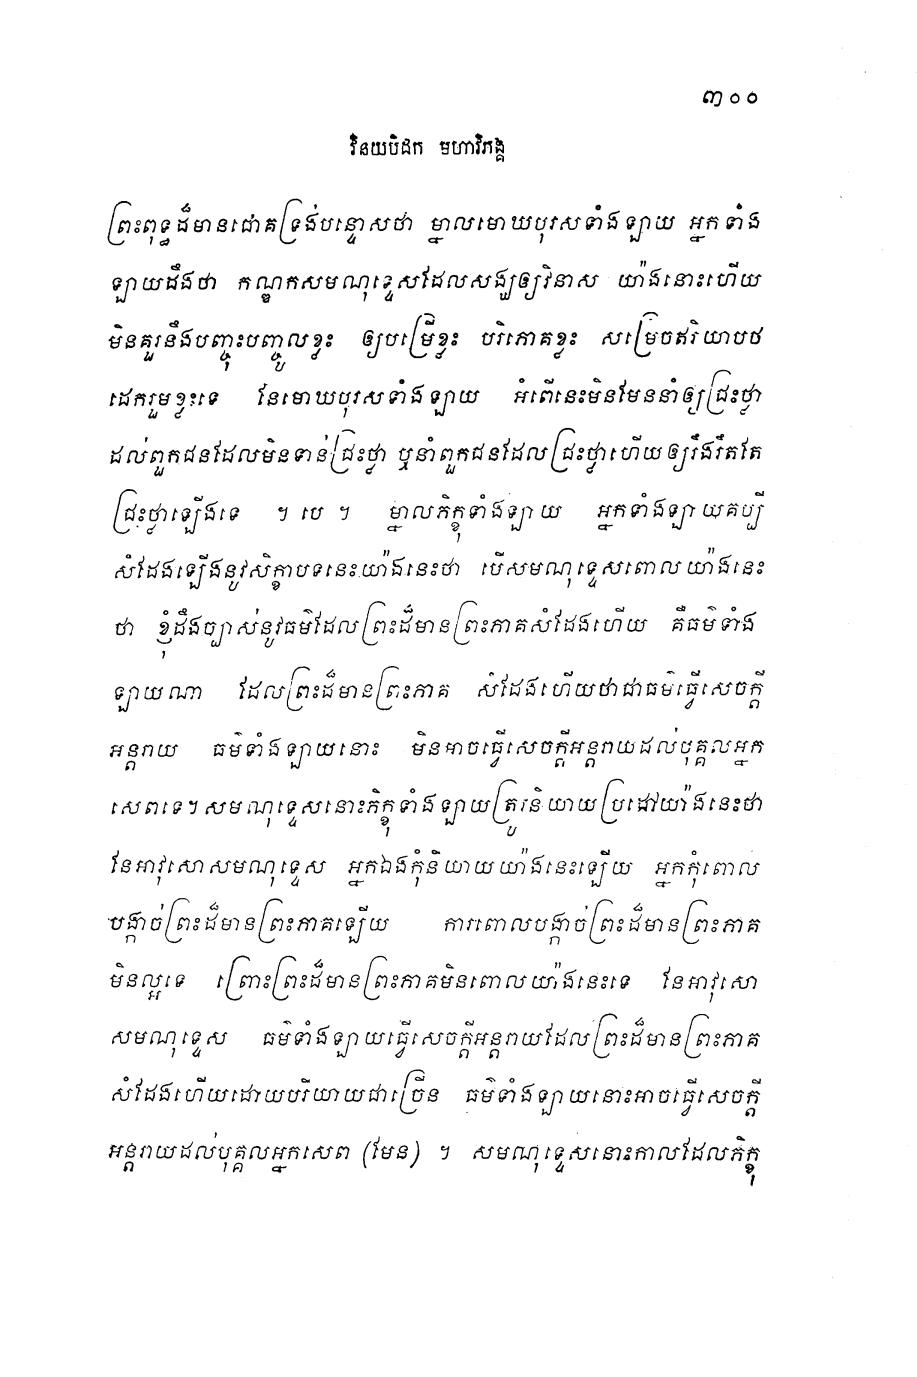 ៣០០
វិនយបិដក មហាវិភង្គ
ព្រះពុទ្ធដ៏មានជោគទ្រង់បន្ទោសថា ម្នាលមោឃបុរសទាំងឡាយ អ្នកទាំង
ឡាយដឹងថា កណ្ឌកសមណុទ្ទេសដែលសង្ឃឲ្យវិនាស យ៉ាងនោះហើយ
មិនគួរនឹងបញ្ចុះបញ្ចូលខ្លះ ឲ្យបម្រើខ្លះ បរិភោគខ្លះ សម្រេចឥរិយាបថ
ដេករួមខ្លះទេ នែមោឃបុរសទាំងឡាយ អំពើនេះមិនមែននាំឲ្យជ្រះថ្លា
ដល់ពួកជនដែលមិនទាន់ជ្រះថ្លា ឬនាំពួកជនដែលជ្រះថ្លាហើយឲ្យរឹងរឹតតែ
ជ្រះថ្លាឡើងទេ ។ បេ ។ ម្នាលភិក្ខុទាំងឡាយ អ្នកទាំងឡាយគប្បី
សំដែងឡើងនូវសិក្ខាបទនេះយ៉ាងនេះថា បើសមណុទ្ទេសពោលយ៉ាងនេះ
ថា ខ្ញុំដឹងច្បាស់នូវធម៌ដែលព្រះដ៏មានព្រះភាគសំដែងហើយ គឺធម៌ទាំង
ឡាយណា ដែលព្រះដ៏មានព្រះភាគ សំដែងហើយថាជាធម៌ធ្វើសេចក្តី
អន្តរាយ ធម៌ទាំងឡាយនោះ មិនអាចធ្វើសេចក្តីអន្តរាយដល់បុគ្គលអ្នក
សេពទេ។ សមណុទ្ទេសនោះភិក្ខុទាំងឡាយត្រូវនិយាយប្រដៅយ៉ាងនេះថា
នែអាវុសោសមណុទ្ទេស អ្នកឯងកុំនិយាយយ៉ាងនេះឡើយ អ្នកកុំពោល
បង្កាច់ព្រះដ៏មានព្រះភាគឡើយ ការពោលបង្កាច់ព្រះដ៏មានព្រះភាគ
មិនល្អទេ ព្រោះព្រះដ៏មានព្រះភាគមិនពោលយ៉ាងនេះទេ នែអាវុសោ
សមណុទ្ទេស ធម៌ទាំងឡាយធ្វើសេចក្តីអន្តរាយដែលព្រះដ៏មានព្រះភាគ
សំដែងហើយដោយបរិយាយជាច្រើន ធម៌ទាំងឡាយនោះអាចធ្វើសេចក្តី
អន្តរាយដល់បុគ្គលអ្នកសេព (មែន) ។ សមណុទ្ទេសនោះកាលដែលភិក្ខុ